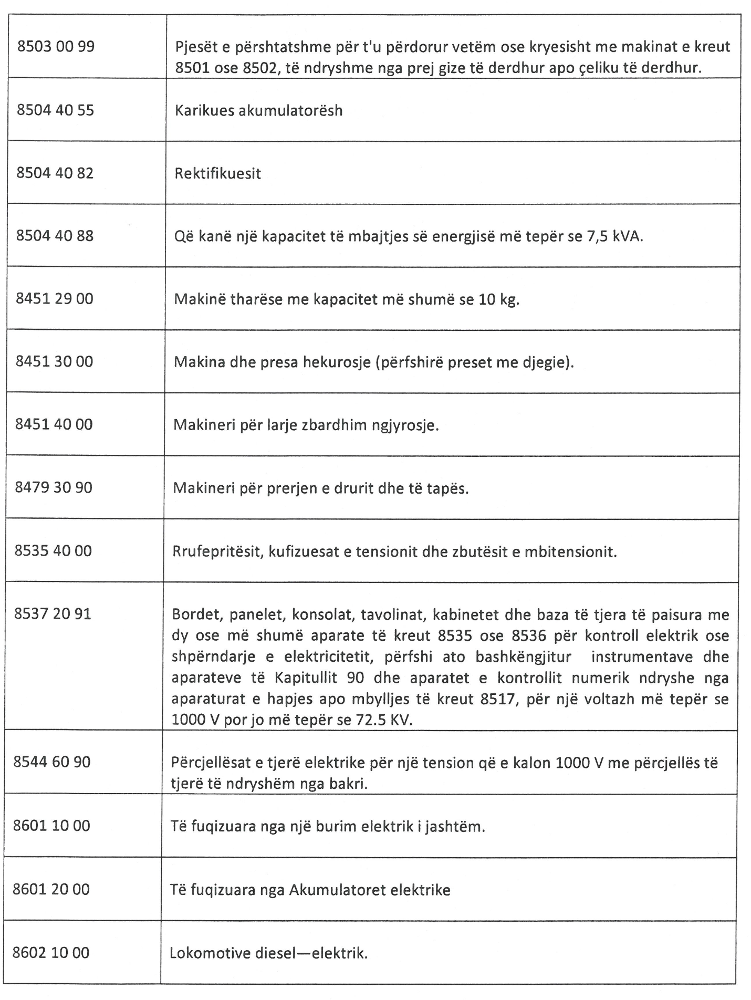 8503 00 99
Pjesët e përshtatshme për t'u përdorur vetëm ose kryesisht me makinat e kreut
8501 ose 8502, të ndryshme nga prej gize të derdhur apo çeliku të derdhur.
8504 40 55
Karikues akumulatorësh
8504 40 82
Rektifikuesit
8504 40 88
Që kanë një kapacitet të mbajtjes së energjisë më tepër se 7,5 kVA.
8451 29 00
Makinë tharëse me kapacitet më shumë se 10 kg.
8451 30 00
Makina dhe presa hekurosje (përfshirë preset me djegie).
8451 40 00
Makineri për larje zbardhim ngjyrosje.
8479 30 90
Makineri për prerjen e drurit dhe të tapës.
8535 40 00
Rrufepritësit, kufizuesat e tensionit dhe zbutësit e mbitensionit.
8537 20 91
Bordet, panelet, konsolat, tavolinat, kabinetet dhe baza të tjera të paisura me
dy ose më shumë aparate të kreut 8535 ose 8536 për kontroll elektrik ose
shpërndarje e elektricitetit, përfshi ato bashkëngjitur instrumentave dhe
aparateve të Kapitullit 90 dhe aparatet e kontrollit numerik ndryshe nga
aparaturat e hapjes apo mbylljes të kreut 8517, për një voltazh më tepër se
1000 V por jo më tepër se 72.5 KV.
8544 60 90
Përcjellësat e tjerë elektrike për një tension që e kalon 1000 V me përcjellës të
tjerë të ndryshëm nga bakri.
8601 10 00
Të fuqizuara nga një burim elektrik i jashtëm.
8601 20 00
Të fuqizuara nga Akumulatoret elektrike
8602 10 00
Lokomotive diesel—elektrik.